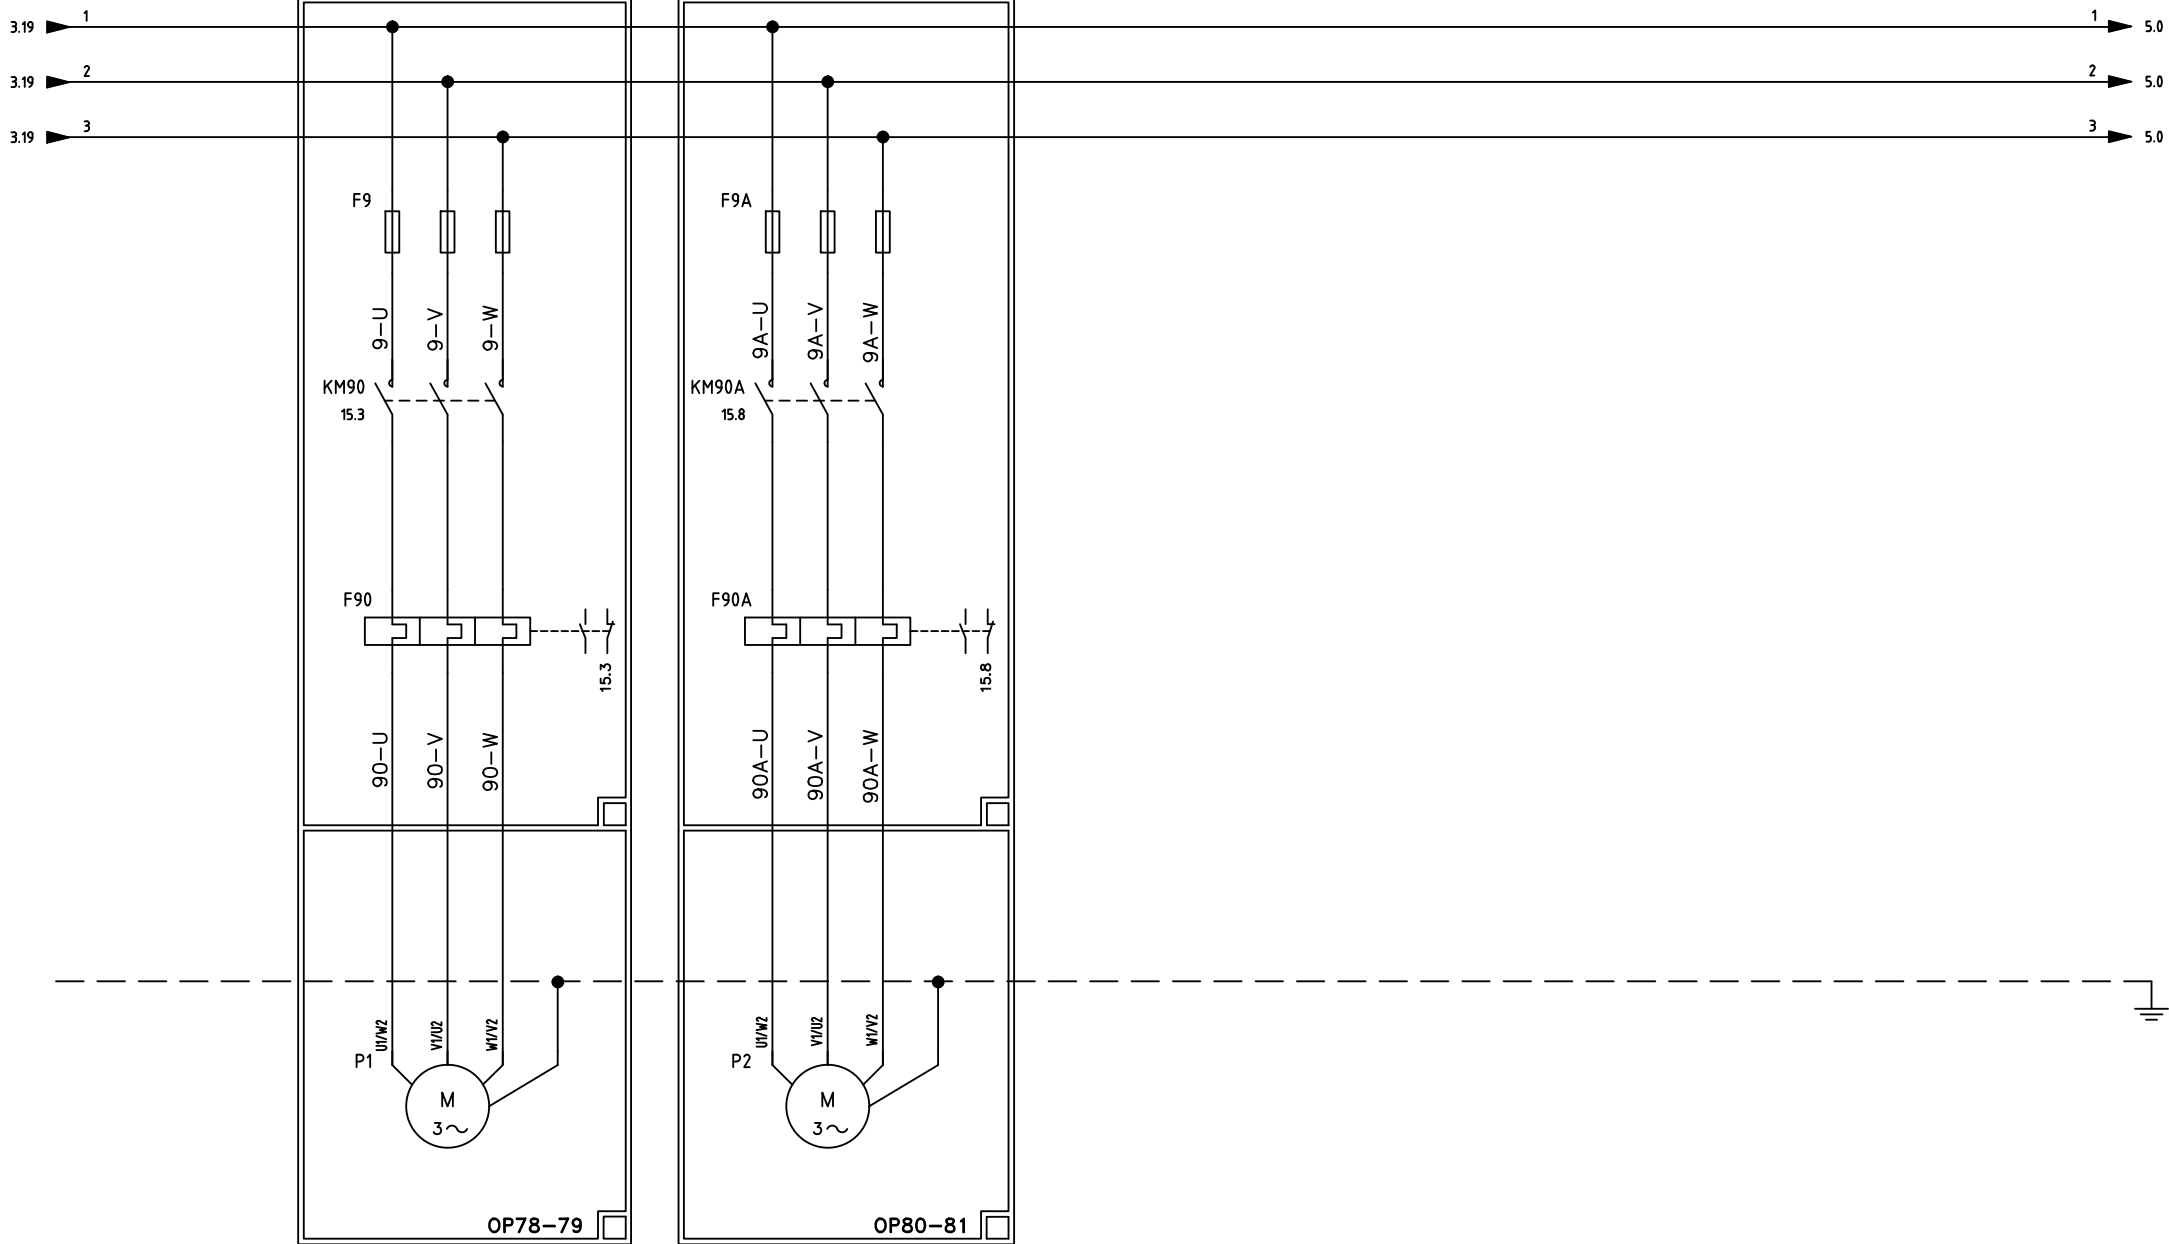 3.19 1 1 5.0
3.19 2 2 5.0
3.19 3 3 5.0
F9 F9A
9-U 9-V 9-W 9A-U 9A-V 9A-W
KM90 KM90A
15.3 15.8
F90 F90A
15.3 15.8
90-U 90-V 90-W 90A-U 90A-V 90A-W
U1/W2 V1/U2 W1/V2 U1/W2 V1/U2 W1/V2
P1 P2
M M
3~ 3~
OP78-79 OP80-81